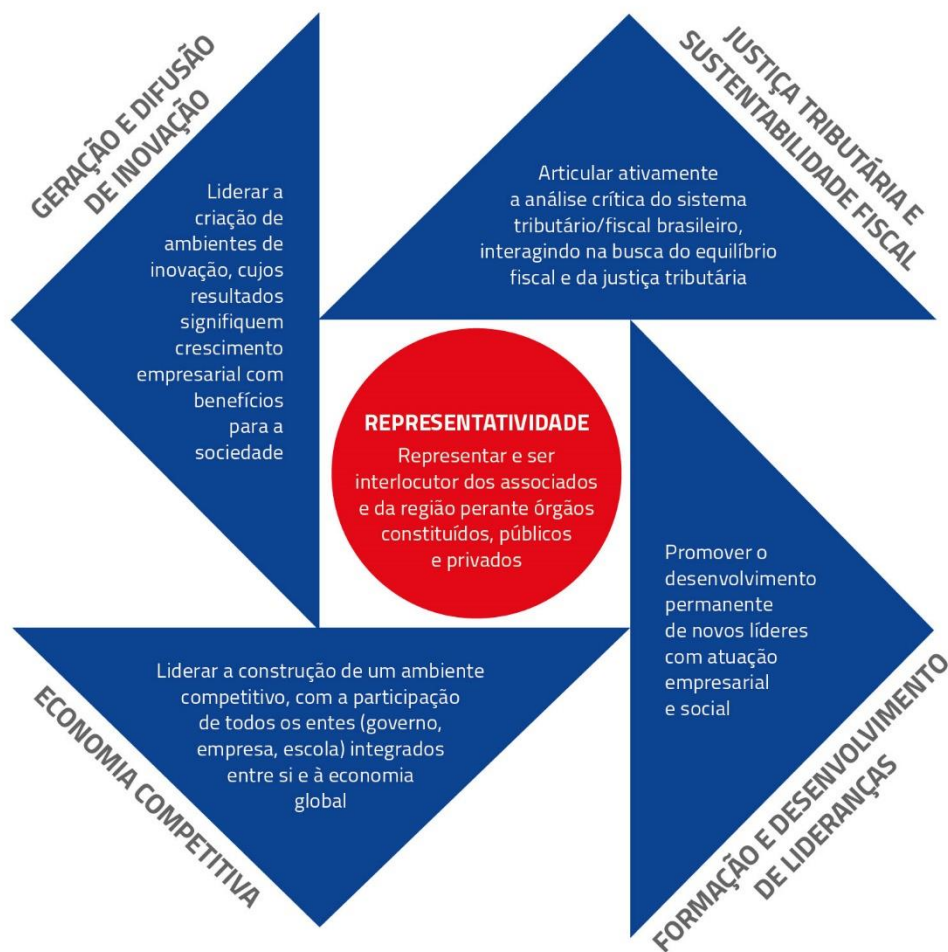 GERAÇÃO E DIFUSÃO
DE INOVAÇÃO
Liderar a
criação de
ambientes de
inovação, cujos
resultados
signifiquem
crescimento
empresarial com
benefícios
para a
sociedade
JUSTIÇA TRIBUTÁRIA E
SUSTENTABILIDADE FISCAL
Articular ativamente
a análise crítica do sistema
tributário/fiscal brasileiro,
interagindo na busca do equilíbrio
fiscal e da justiça tributária
REPRESENTATIVIDADE
Representar e ser
interlocutor dos associados
e da região perante órgãos
constituídos, públicos
e privados
Promover o
desenvolvimento
permanente
de novos líderes
com atuação
empresarial
e social
FORMAÇÃO E DESENVOLVIMENTO
DE LIDERANÇAS
Liderar a construção de um ambiente
competitivo, com a participação
de todos os entes (governo,
empresa, escola) integrados
entre si e à economia
global
ECONOMIA COMPETITIVA